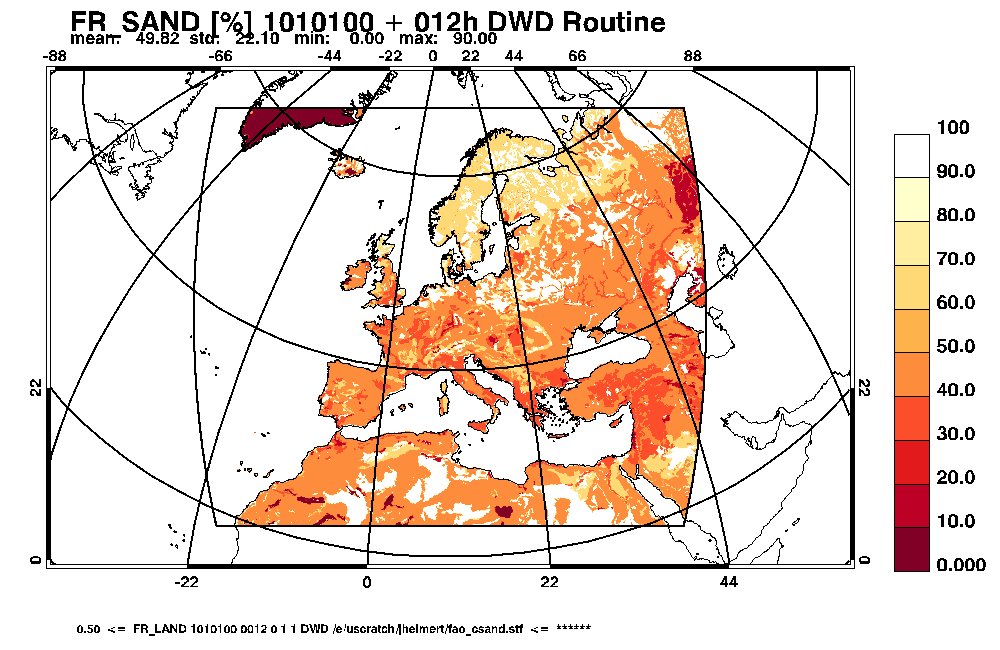 FR_SAND [%] 1010100 + 012h DWD Routine
mean: 49.82 std: 22.10 min: 0.00 max: 90.00
-88 -66 -44 -22 0 22 44 66 88
100
90.0
80.0
70.0
60.0
50.0
40.0
30.0
20.0
10.0
0.000
22 22
0 0
-22 0 22 44
0.50 <= FR_LAND 1010100 0012 0 1 1 DWD /e/uscratch/jhelmert/fao_csand.stf <= ******